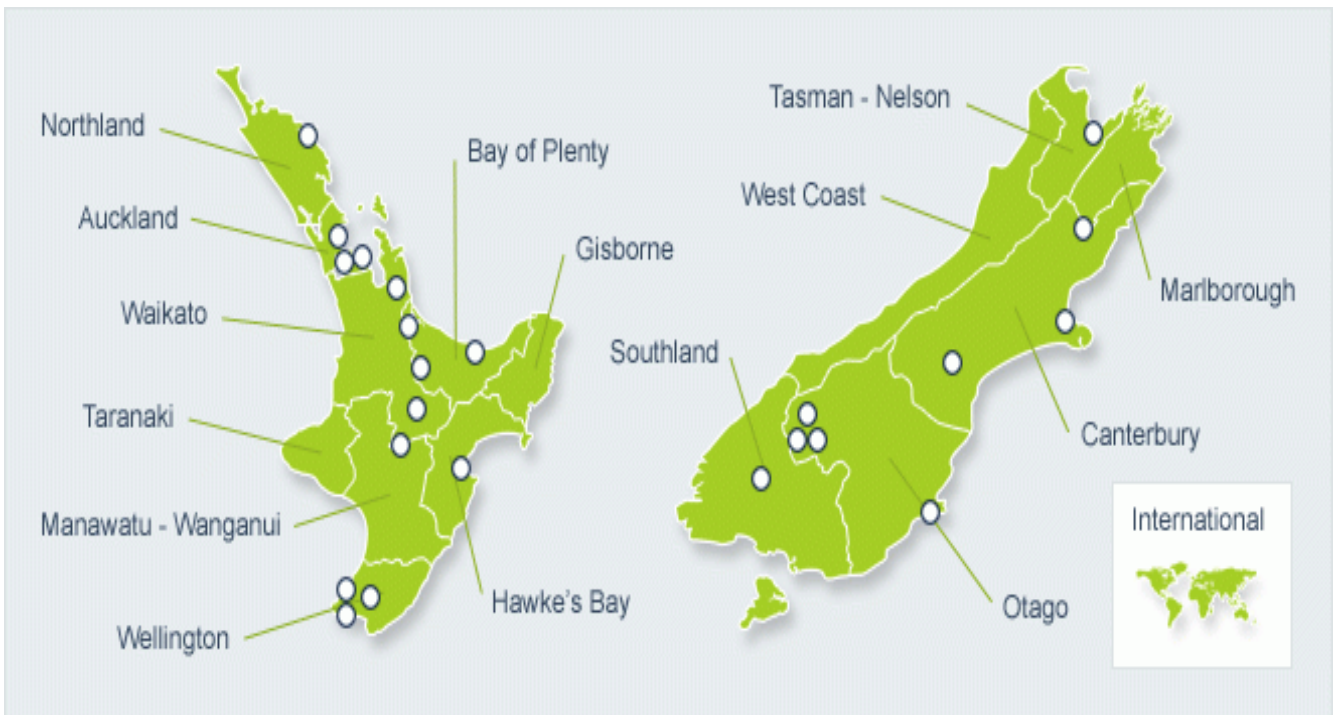 Northland
Auckland
Waikato
Taranaki
Manawatu - Wanganui
Wellington
Bay of Plenty
Gisborne
Hawke's Bay
Tasman - Nelson
West Coast
Southland
Marlborough
Canterbury
Otago
International